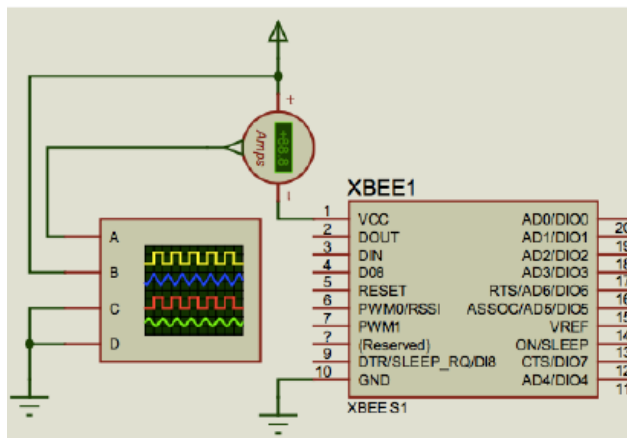 +
Amps
+88.8
−
XBEE1
A
B
C
D
1 VCC AD0/DIO0 20
2 DOUT AD1/DIO1 19
3 DIN AD2/DIO2 18
4 DO8 AD3/DIO3 17
5 RESET RTS/AD6/DIO6 16
6 PWM0/RSSI ASSOC/AD5/DIO5 15
7 PWM1 VREF 14
? (Reserved) ON/SLEEP 13
9 DTR/SLEEP_RQ/DI8 CTS/DIO7 12
10 GND AD4/DIO4 11
XBEE S1